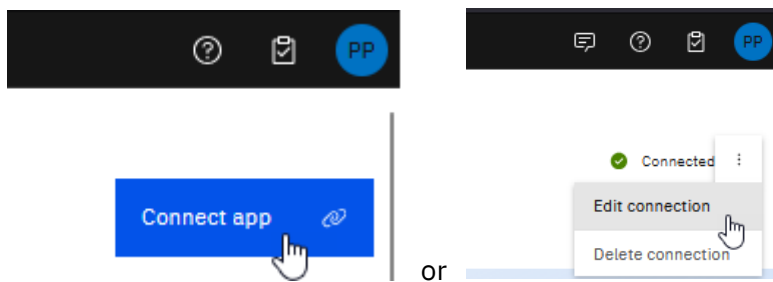 PP
Connect app
or
PP
Connected
Edit connection
Delete connection